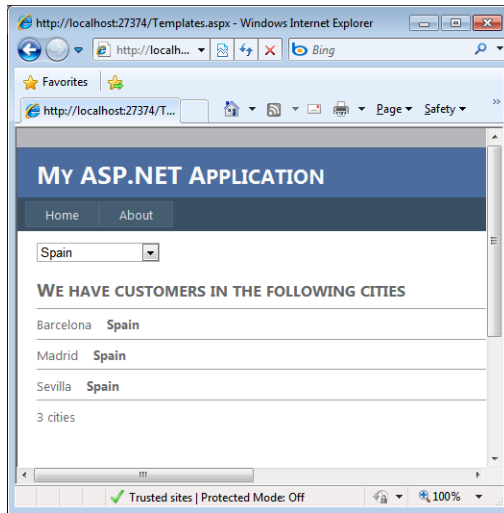 http://localhost:27374/Templates.aspx - Windows Internet Explorer
http://localh... Bing
Favorites
http://localhost:27374/T... Page Safety »
MY ASP.NET APPLICATION
Home About
Spain
WE HAVE CUSTOMERS IN THE FOLLOWING CITIES
Barcelona Spain
Madrid Spain
Sevilla Spain
3 cities
Trusted sites | Protected Mode: Off 100%